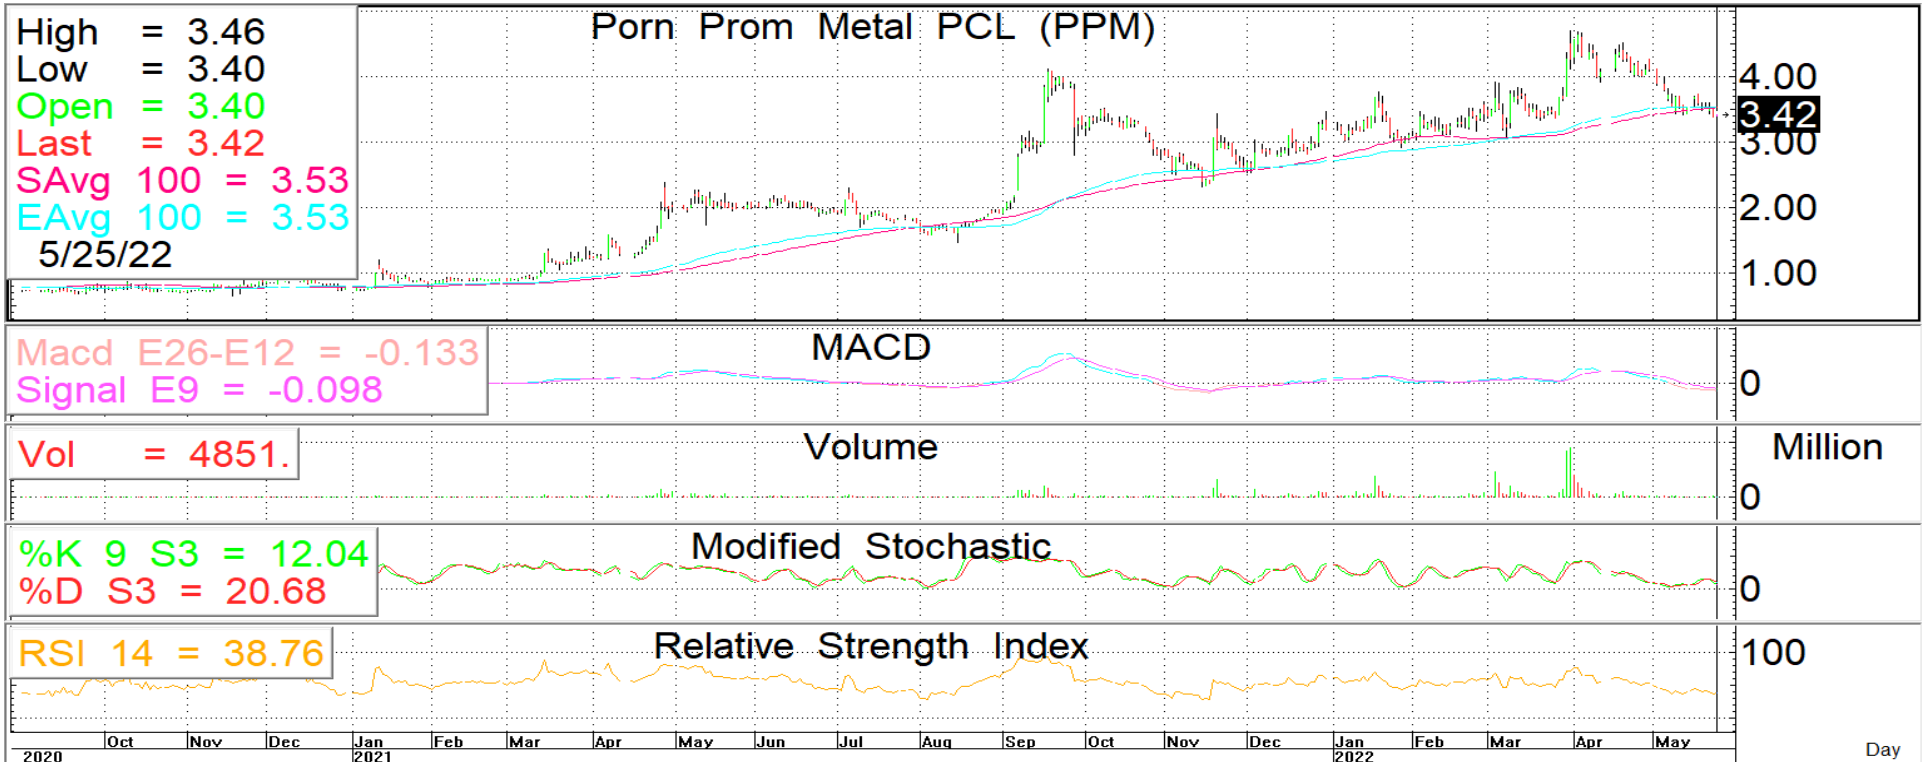 Porn Prom Metal PCL (PPM)
High = 3.46
Low = 3.40
Open = 3.40
Last = 3.42
SAvg 100 = 3.53
EAvg 100 = 3.53
5/25/22
4.00
3.42
3.00
2.00
1.00
MACD
Macd E26-E12 = -0.133
Signal E9 = -0.098
0
Volume
Million
Vol = 4851.
0
Modified Stochastic
%K 9 S3 = 12.04
%D S3 = 20.68
0
Relative Strength Index
RSI 14 = 38.76
100
Oct Nov Dec Jan Feb Mar Apr May Jun Jul Aug Sep Oct Nov Dec Jan Feb Mar Apr May
2020 2021 2022 Day